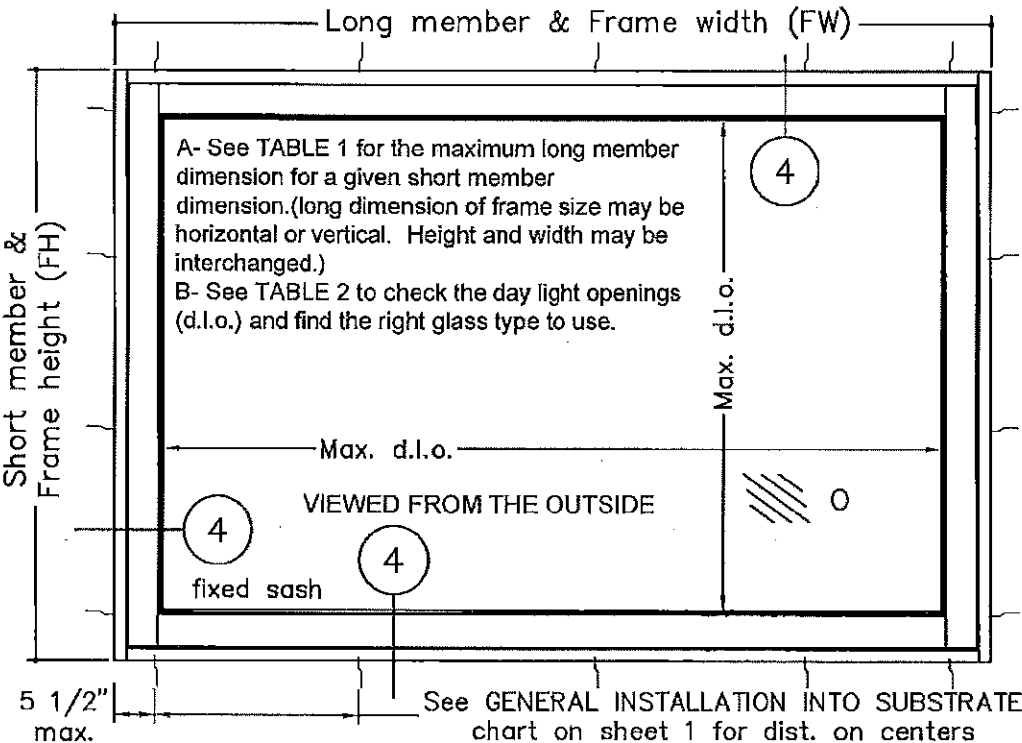 Long member & Frame width (FW)
Short member &
Frame height (FH)
A- See TABLE 1 for the maximum long member
dimension for a given short member
dimension.(long dimension of frame size may be
horizontal or vertical. Height and width may be
interchanged.)
B- See TABLE 2 to check the day light openings
(d.l.o.) and find the right glass type to use.
4
Max. d.l.o.
Max. d.l.o.
VIEWED FROM THE OUTSIDE
O
4
4
fixed sash
5 1/2"
max.
See GENERAL INSTALLATION INTO SUBSTRATE
chart on sheet 1 for dist. on centers